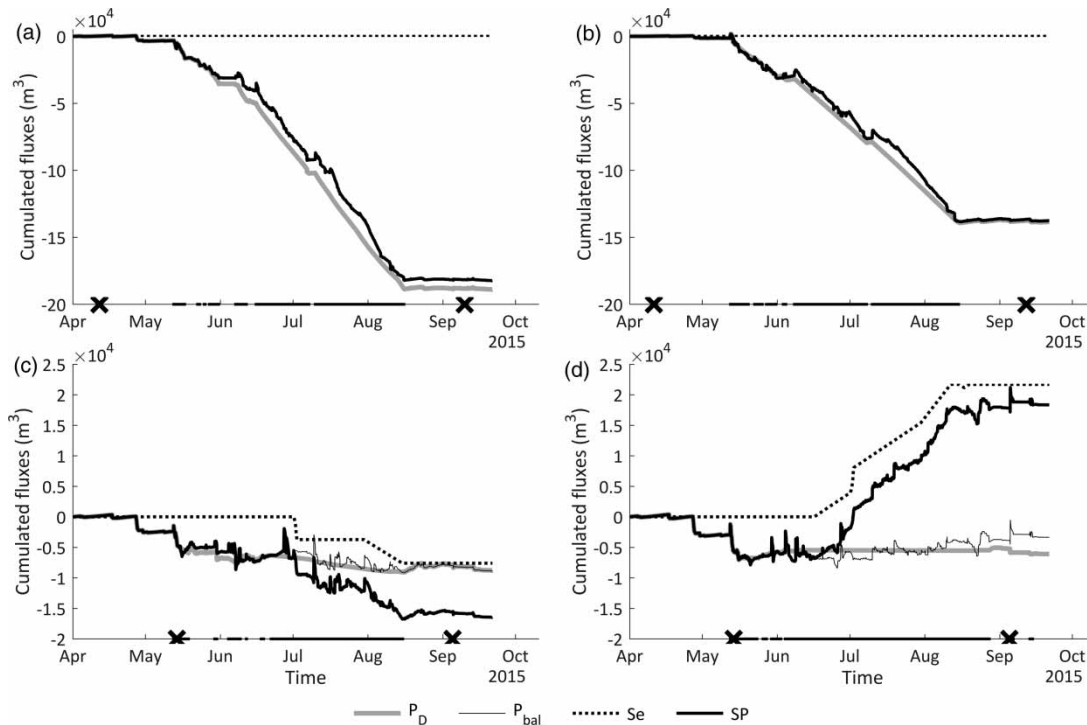 (a)
×10⁴
0
-5
-10
-15
-20
Cumulated fluxes (m³)
Apr May Jun Jul Aug Sep Oct
2015
(b)
×10⁴
0
-5
-10
-15
-20
Cumulated fluxes (m³)
Apr May Jun Jul Aug Sep Oct
2015
(c)
×10⁴
2.5
2
1.5
1
0.5
0
-0.5
-1
-1.5
-2
Cumulated fluxes (m³)
Apr May Jun Jul Aug Sep Oct
Time 2015
(d)
×10⁴
2.5
2
1.5
1
0.5
0
-0.5
-1
-1.5
-2
Cumulated fluxes (m³)
Apr May Jun Jul Aug Sep Oct
Time 2015
P_D P_bal Se SP